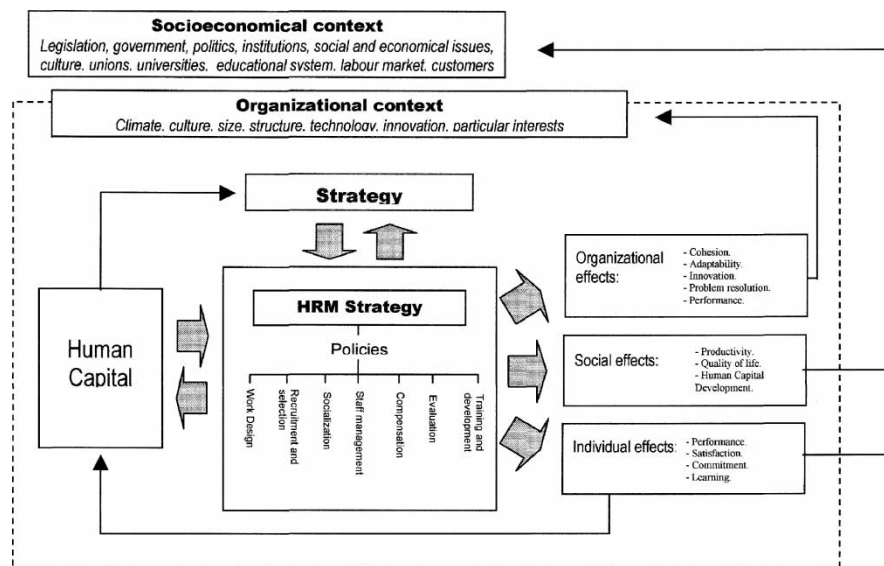 Socioeconomical context
Legislation, government, politics, institutions, social and economical issues,
culture. unions. universities. educational system. labour market. customers
Organizational context
Climate. culture. size. structure. technology. innovation. particular interests
Strategy
Human
Capital
HRM Strategy
Policies
Work Design
Recruitment and
selection
Socialization
Staff management
Compensation
Evaluation
Training and
development
Organizational
effects:
- Cohesion.
- Adaptability.
- Innovation.
- Problem resolution.
- Performance.
Social effects:
- Productivity.
- Quality of life.
- Human Capital
Development.
Individual effects:
- Performance.
- Satisfaction.
- Commitment.
- Learning.